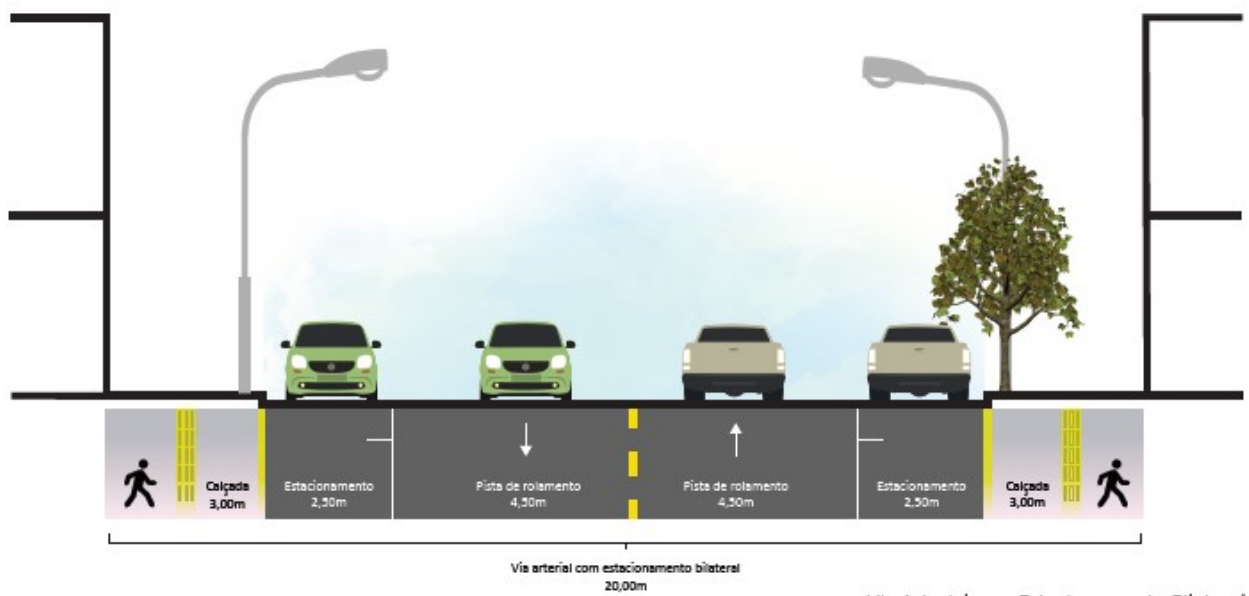 Calçada
3,00m
Estacionamento
2,50m
Pista de rolamento
4,50m
Pista de rolamento
4,50m
Estacionamento
2,50m
Calçada
3,00m
Via arterial com estacionamento bilateral
20,00m